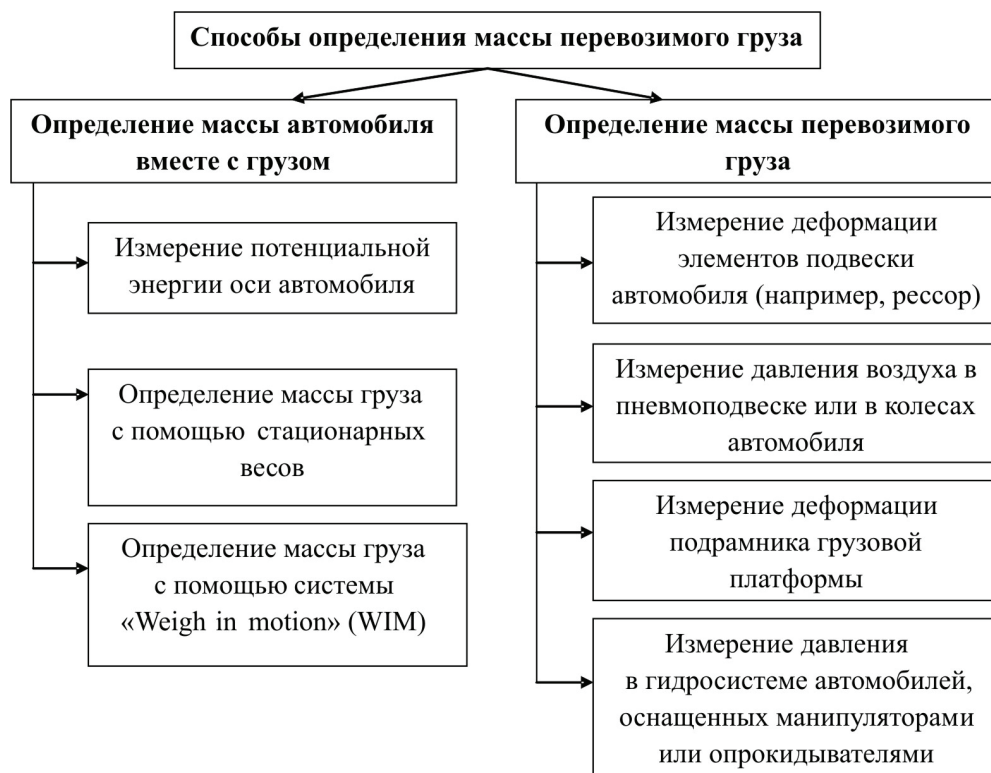 Способы определения массы перевозимого груза
Определение массы автомобиля
вместе с грузом
Измерение потенциальной
энергии оси автомобиля
Определение массы груза
с помощью стационарных
весов
Определение массы груза
с помощью системы
«Weigh in motion» (WIM)
Определение массы перевозимого
груза
Измерение деформации
элементов подвески
автомобиля (например, рессор)
Измерение давления воздуха в
пневмоподвеске или в колесах
автомобиля
Измерение деформации
подрамника грузовой
платформы
Измерение давления
в гидросистеме автомобилей,
оснащенных манипуляторами
или опрокидывателями